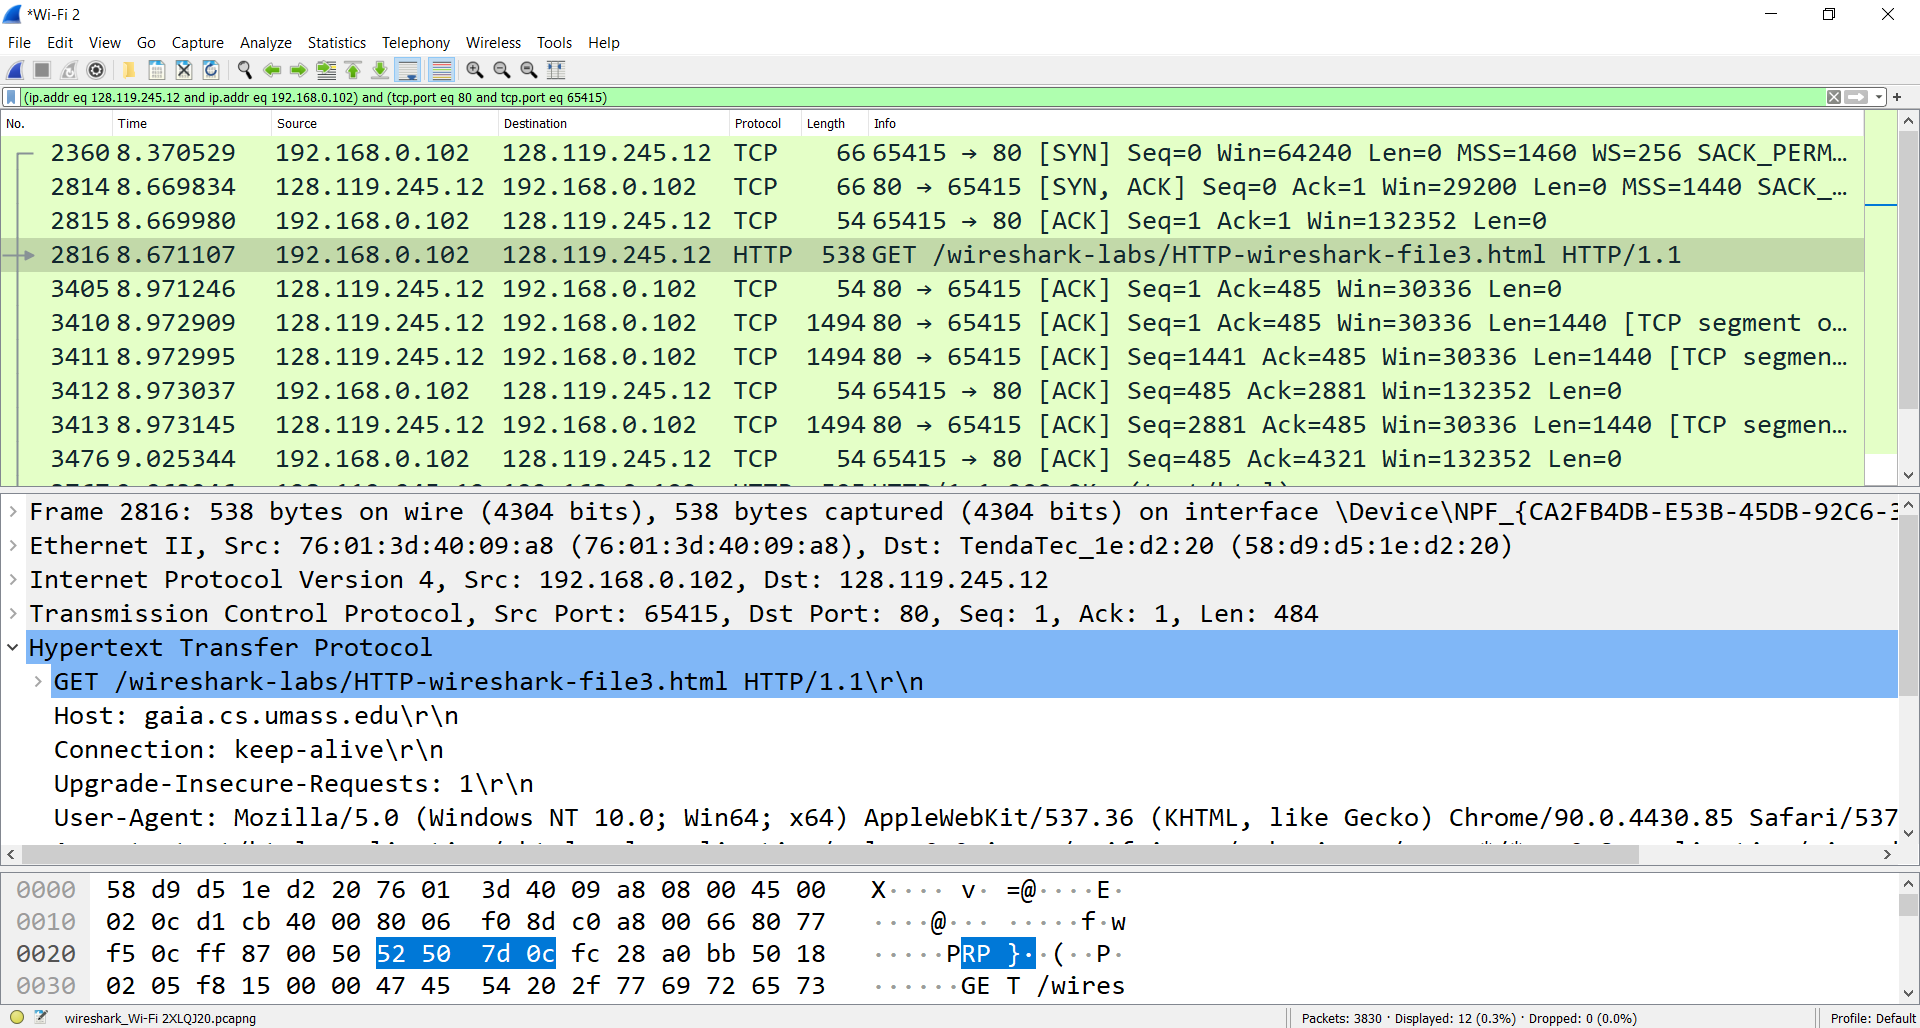 *Wi-Fi 2
File Edit View Go Capture Analyze Statistics Telephony Wireless Tools Help
(ip.addr eq 128.119.245.12 and ip.addr eq 192.168.0.102) and (tcp.port eq 80 and tcp.port eq 65415)
No. Time Source Destination Protocol Length Info
2360 8.370529 192.168.0.102 128.119.245.12 TCP 66 65415 → 80 [SYN] Seq=0 Win=64240 Len=0 MSS=1460 WS=256 SACK_PERM…
2814 8.669834 128.119.245.12 192.168.0.102 TCP 66 80 → 65415 [SYN, ACK] Seq=0 Ack=1 Win=29200 Len=0 MSS=1440 SACK_…
2815 8.669980 192.168.0.102 128.119.245.12 TCP 54 65415 → 80 [ACK] Seq=1 Ack=1 Win=132352 Len=0
2816 8.671107 192.168.0.102 128.119.245.12 HTTP 538 GET /wireshark-labs/HTTP-wireshark-file3.html HTTP/1.1
3405 8.971246 128.119.245.12 192.168.0.102 TCP 54 80 → 65415 [ACK] Seq=1 Ack=485 Win=30336 Len=0
3410 8.972909 128.119.245.12 192.168.0.102 TCP 1494 80 → 65415 [ACK] Seq=1 Ack=485 Win=30336 Len=1440 [TCP segment o…
3411 8.972995 128.119.245.12 192.168.0.102 TCP 1494 80 → 65415 [ACK] Seq=1441 Ack=485 Win=30336 Len=1440 [TCP segmen…
3412 8.973037 192.168.0.102 128.119.245.12 TCP 54 65415 → 80 [ACK] Seq=485 Ack=2881 Win=132352 Len=0
3413 8.973145 128.119.245.12 192.168.0.102 TCP 1494 80 → 65415 [ACK] Seq=2881 Ack=485 Win=30336 Len=1440 [TCP segmen…
3476 9.025344 192.168.0.102 128.119.245.12 TCP 54 65415 → 80 [ACK] Seq=485 Ack=4321 Win=132352 Len=0
Frame 2816: 538 bytes on wire (4304 bits), 538 bytes captured (4304 bits) on interface \Device\NPF_{CA2FB4DB-E53B-45DB-92C6-3
Ethernet II, Src: 76:01:3d:40:09:a8 (76:01:3d:40:09:a8), Dst: TendaTec_1e:d2:20 (58:d9:d5:1e:d2:20)
Internet Protocol Version 4, Src: 192.168.0.102, Dst: 128.119.245.12
Transmission Control Protocol, Src Port: 65415, Dst Port: 80, Seq: 1, Ack: 1, Len: 484
Hypertext Transfer Protocol
GET /wireshark-labs/HTTP-wireshark-file3.html HTTP/1.1\r\n
Host: gaia.cs.umass.edu\r\n
Connection: keep-alive\r\n
Upgrade-Insecure-Requests: 1\r\n
User-Agent: Mozilla/5.0 (Windows NT 10.0; Win64; x64) AppleWebKit/537.36 (KHTML, like Gecko) Chrome/90.0.4430.85 Safari/537
0000 58 d9 d5 1e d2 20 76 01 3d 40 09 a8 08 00 45 00 X···· v· =@····E·
0010 02 0c d1 cb 40 00 80 06 f0 8d c0 a8 00 66 80 77 ····@··· ·····f·w
0020 f5 0c ff 87 00 50 52 50 7d 0c fc 28 a0 bb 50 18 ·····PRP }··(··P·
0030 02 05 f8 15 00 00 47 45 54 20 2f 77 69 72 65 73 ······GE T /wires
wireshark_Wi-Fi 2XLQJ20.pcapng Packets: 3830 · Displayed: 12 (0.3%) · Dropped: 0 (0.0%) Profile: Default